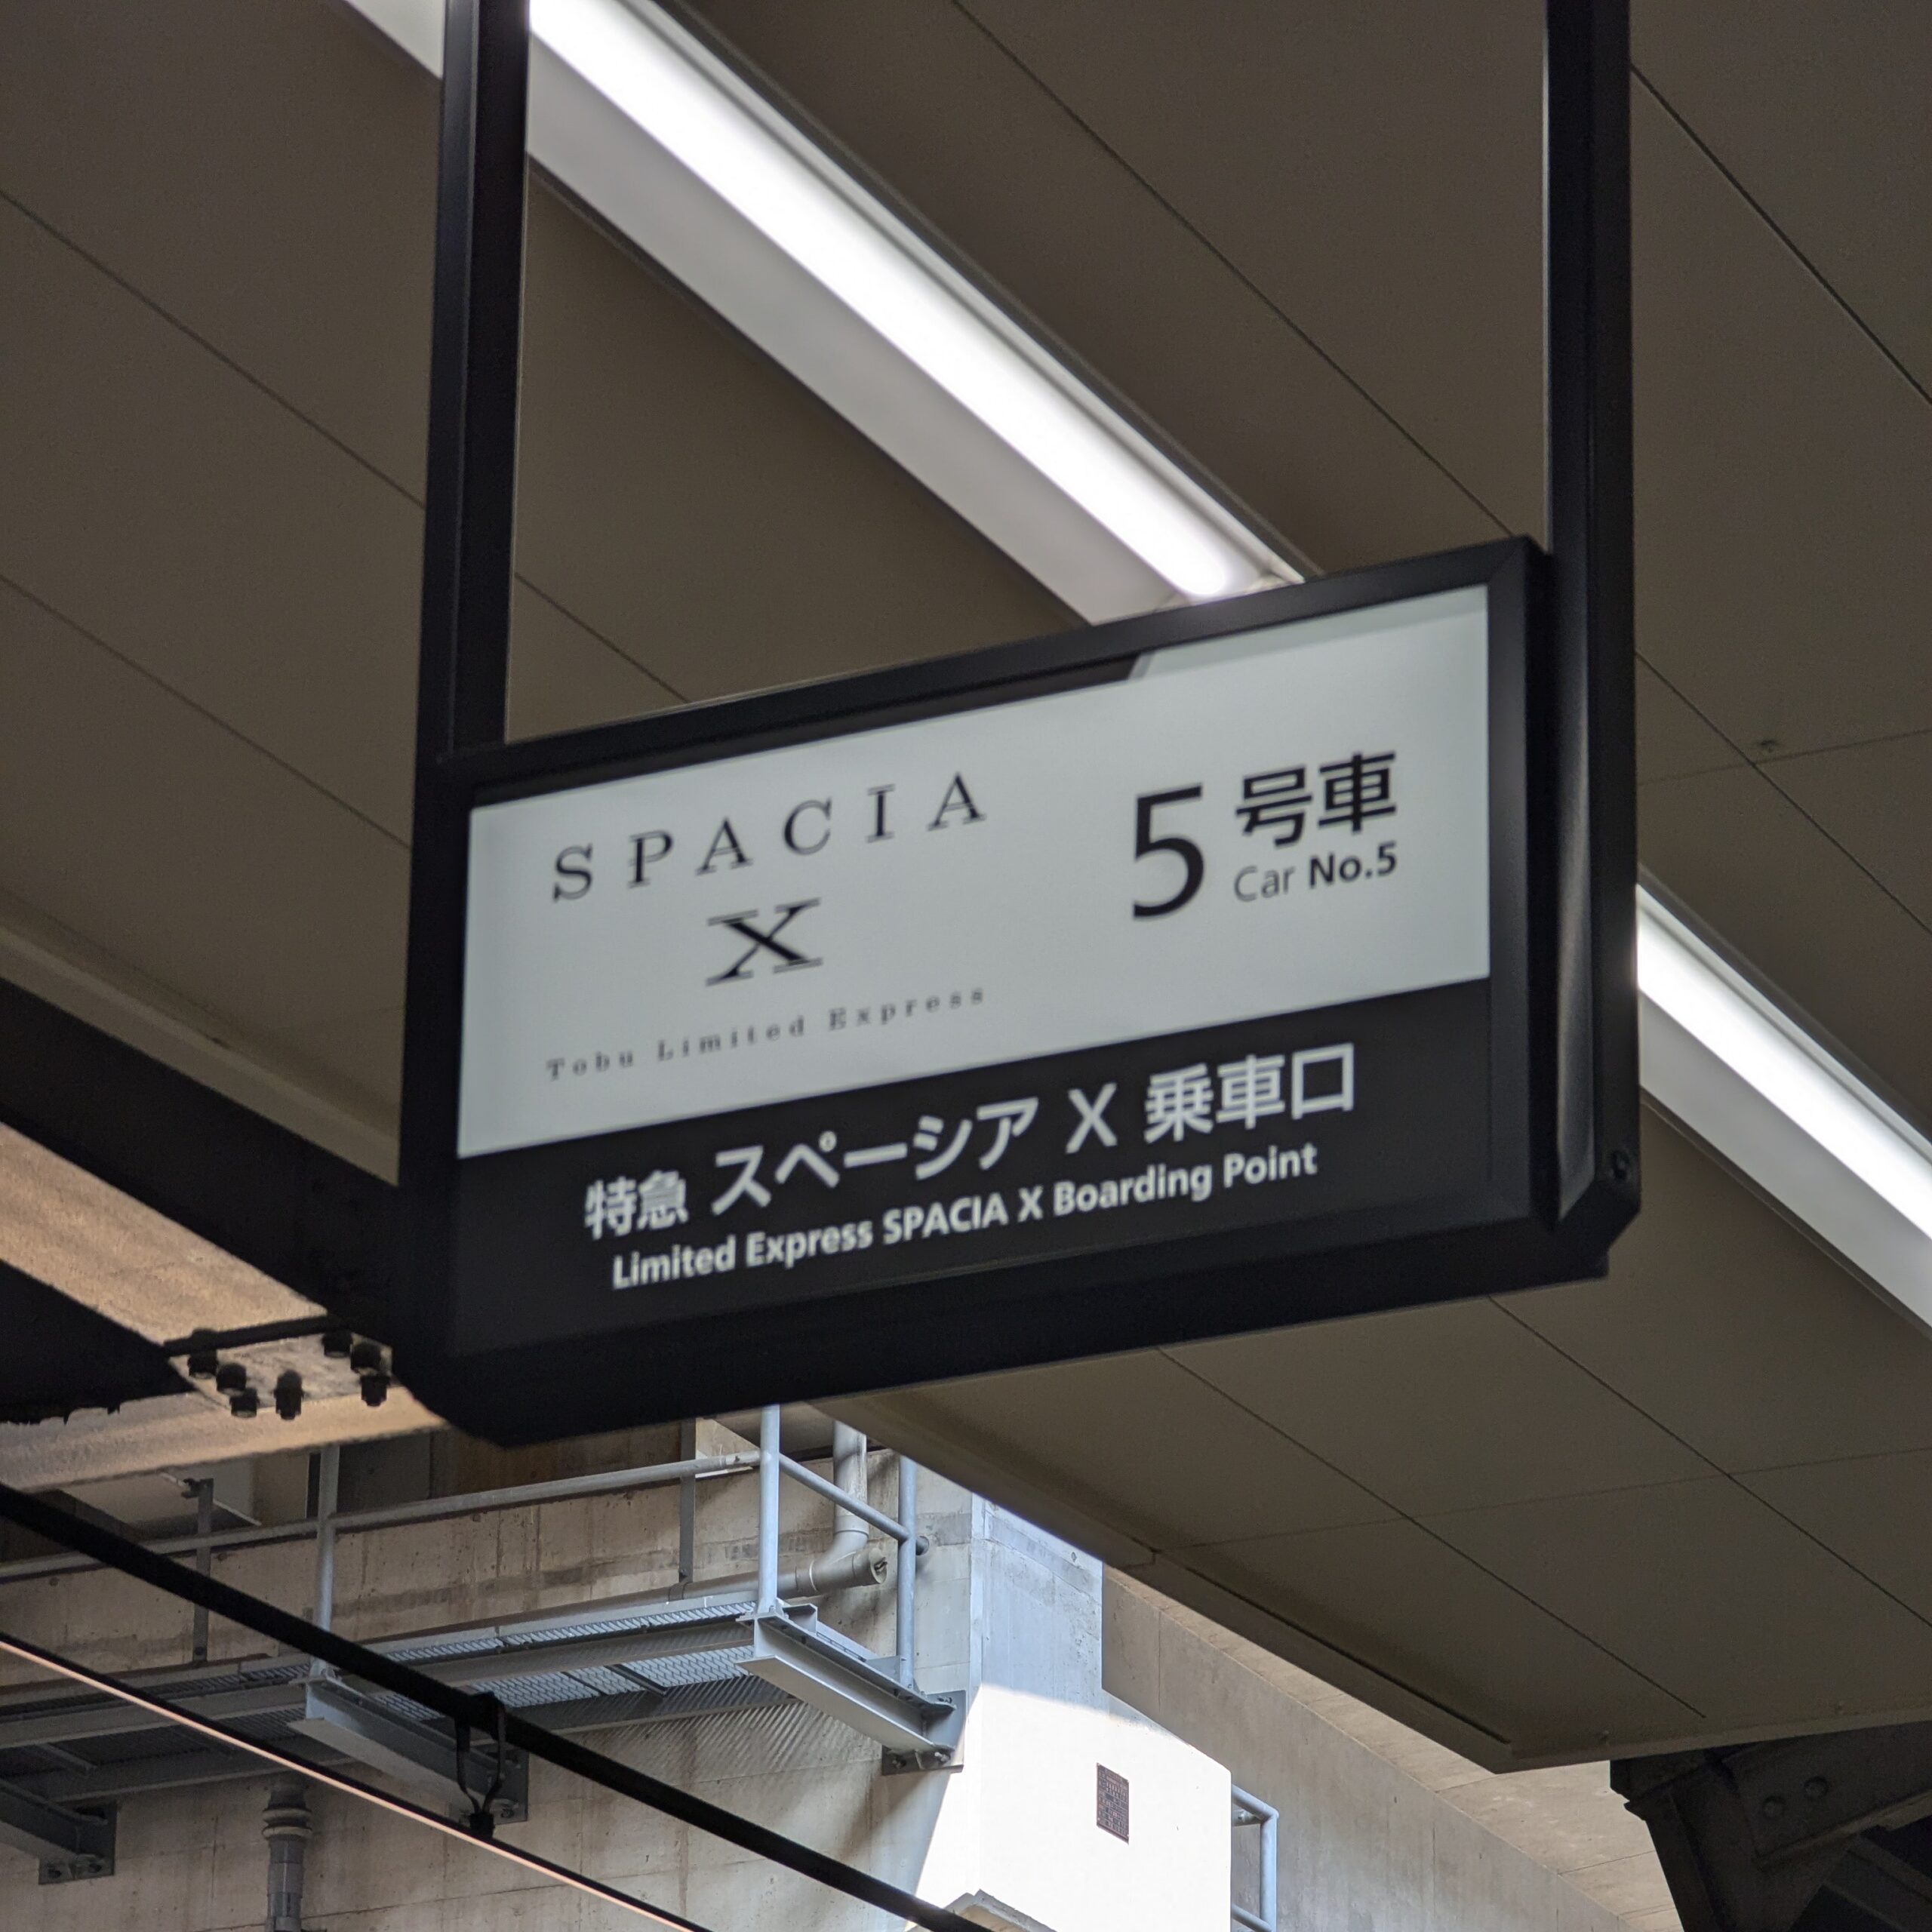 SPACIA
X
Tobu Limited Express
5号車
Car No.5
特急 スペーシア X 乗車口
Limited Express SPACIA X Boarding Point